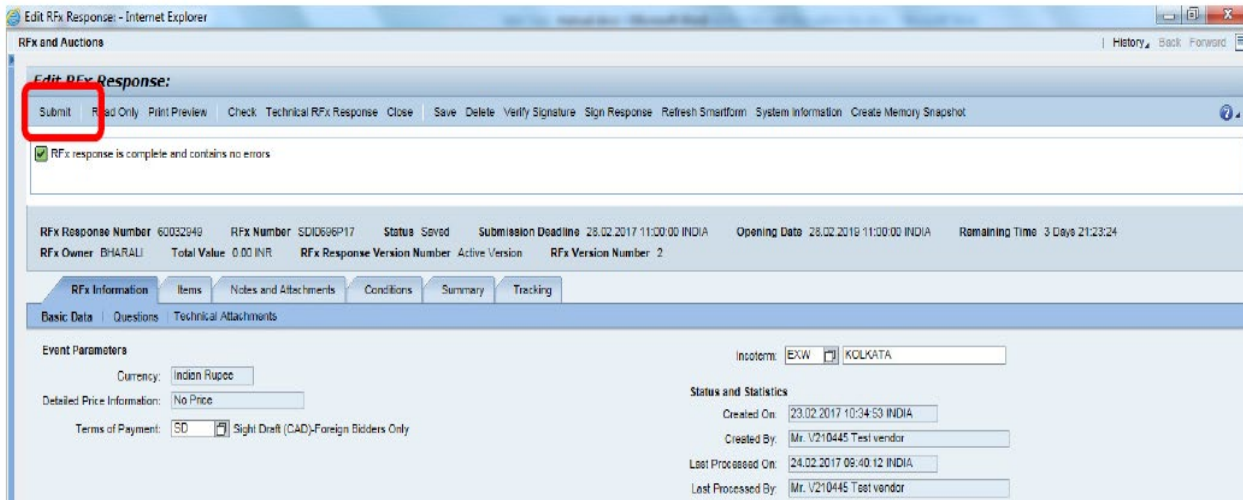 Edit RFx Response: - Internet Explorer
RFx and Auctions
History Back Forward
Edit RFx Response:
Submit Read Only Print Preview Check Technical RFx Response Close Save Delete Verify Signature Sign Response Refresh Smartform System Information Create Memory Snapshot
RFx response is complete and contains no errors
RFx Response Number 60032949 RFx Number SDI0696P17 Status Saved Submission Deadline 28.02.2017 11:00:00 INDIA Opening Date 28.02.2019 11:00:00 INDIA Remaining Time 3 Days 21:23:24
RFx Owner BHARALI Total Value 0.00 INR RFx Response Version Number Active Version RFx Version Number 2
RFx Information Items Notes and Attachments Conditions Summary Tracking
Basic Data Questions Technical Attachments
Event Parameters
Incoterm: EXW KOLKATA
Currency: Indian Rupee
Status and Statistics
Detailed Price Information: No Price
Created On: 23.02.2017 10:34:53 INDIA
Terms of Payment: SD Sight Draft (CAD)-Foreign Bidders Only
Created By: Mr. V210445 Test vendor
Last Processed On: 24.02.2017 09:40:12 INDIA
Last Processed By: Mr. V210445 Test vendor